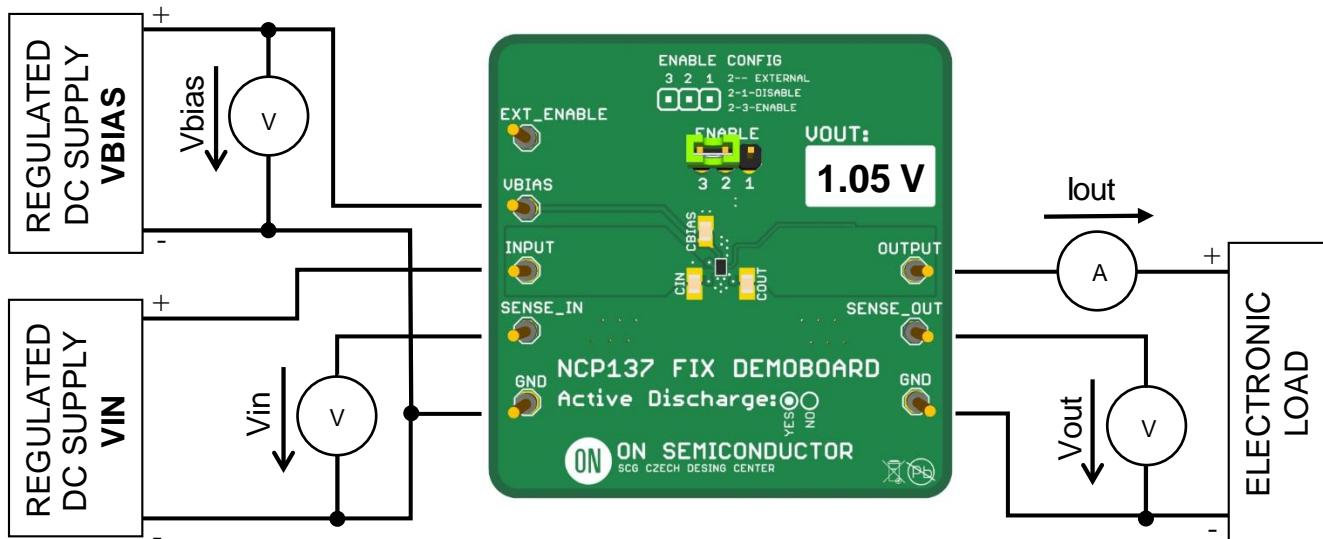 REGULATED
DC SUPPLY
VBIAS
+
-
Vbias
V
REGULATED
DC SUPPLY
VIN
+
-
Vin
V
ENABLE CONFIG
3 2 1
2-- EXTERNAL
2-1-DISABLE
2-3-ENABLE
EXT_ENABLE
ENABLE
3 2 1
VOUT:
1.05 V
VBIAS
CBIAS
INPUT
OUTPUT
CIN
COUT
SENSE_IN
SENSE_OUT
NCP137 FIX DEMOBOARD
GND
GND
Active Discharge:
YES
NO
ON
ON SEMICONDUCTOR
SCG CZECH DESING CENTER
Pb
Iout
A
+
-
Vout
V
ELECTRONIC
LOAD